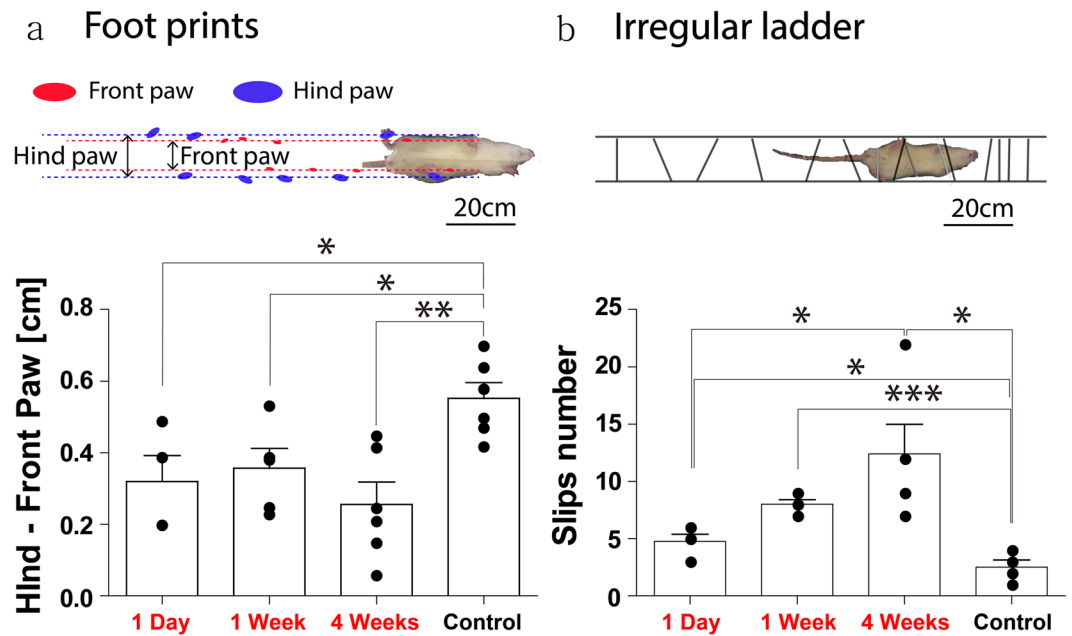 a Foot prints
Front paw Hind paw
Hind paw Front paw
20cm
*
*
**
HInd - Front Paw [cm]
0.8
0.6
0.4
0.2
0.0
1 Day 1 Week 4 Weeks Control
b Irregular ladder
20cm
* *
*
***
Slips number
25
20
15
10
5
0
1 Day 1 Week 4 Weeks Control